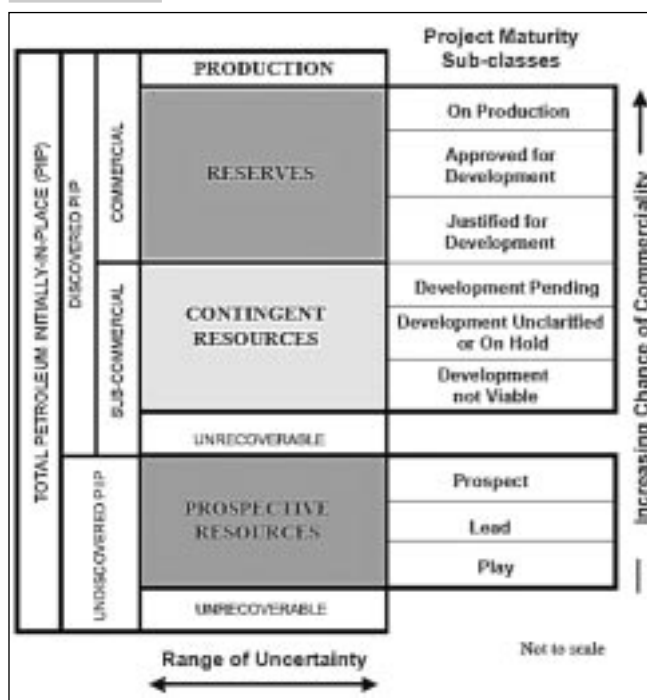 Project Maturity
Sub-classes
PRODUCTION
On Production
RESERVES
Approved for
Development
Justified for
Development
CONTINGENT
RESOURCES
Development Pending
Development Unclarified
or On Hold
Development
not Viable
UNRECOVERABLE
PROSPECTIVE
RESOURCES
Prospect
Lead
Play
UNRECOVERABLE
TOTAL PETROLEUM INITIALLY-IN-PLACE (PIIP)
DISCOVERED PIIP
UNDISCOVERED PIIP
COMMERCIAL
SUB-COMMERCIAL
Increasing Chance of Commerciality
Not to scale
Range of Uncertainty